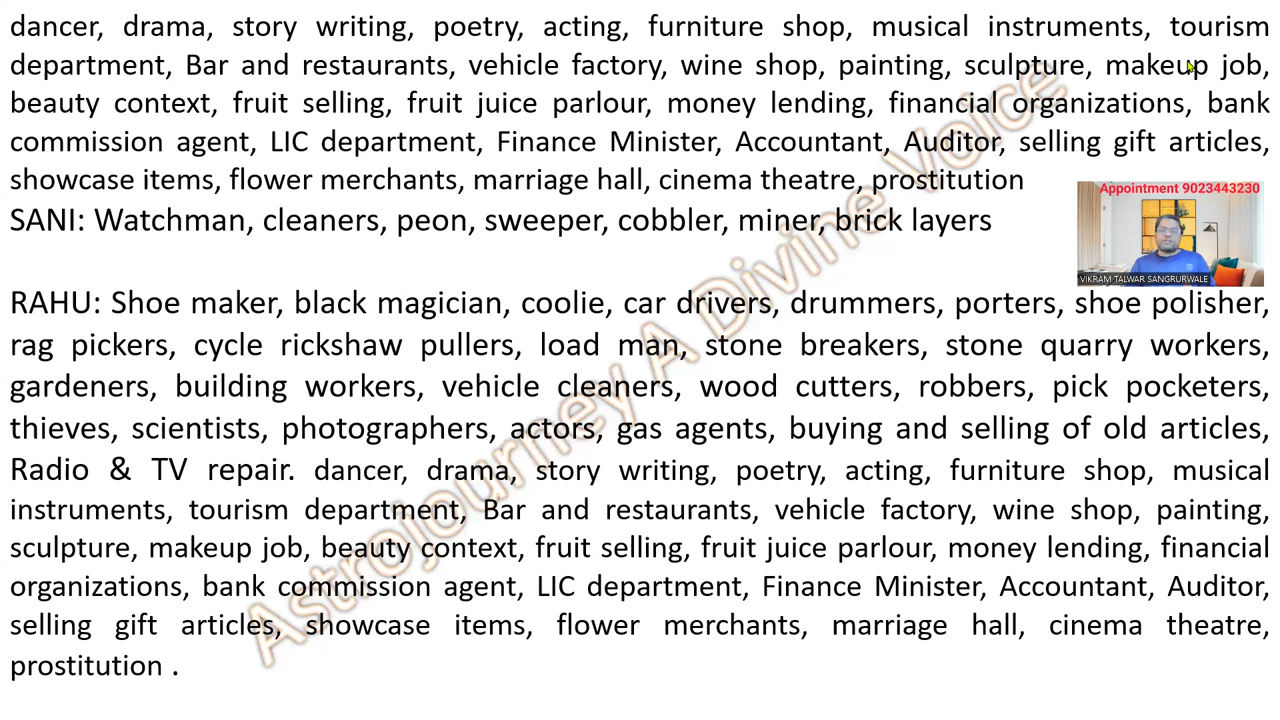 dancer, drama, story writing, poetry, acting, furniture shop, musical instruments, tourism
department, Bar and restaurants, vehicle factory, wine shop, painting, sculpture, makeup job,
beauty context, fruit selling, fruit juice parlour, money lending, financial organizations, bank
commission agent, LIC department, Finance Minister, Accountant, Auditor, selling gift articles,
showcase items, flower merchants, marriage hall, cinema theatre, prostitution
Appointment 9023443230
SANI: Watchman, cleaners, peon, sweeper, cobbler, miner, brick layers
VIKRAM TALWAR SANGRURWALE
RAHU: Shoe maker, black magician, coolie, car drivers, drummers, porters, shoe polisher,
rag pickers, cycle rickshaw pullers, load man, stone breakers, stone quarry workers,
gardeners, building workers, vehicle cleaners, wood cutters, robbers, pick pocketers,
thieves, scientists, photographers, actors, gas agents, buying and selling of old articles,
Radio & TV repair. dancer, drama, story writing, poetry, acting, furniture shop, musical
instruments, tourism department, Bar and restaurants, vehicle factory, wine shop, painting,
sculpture, makeup job, beauty context, fruit selling, fruit juice parlour, money lending, financial
organizations, bank commission agent, LIC department, Finance Minister, Accountant, Auditor,
selling gift articles, showcase items, flower merchants, marriage hall, cinema theatre,
prostitution .
Astrojourney A Divine Voice